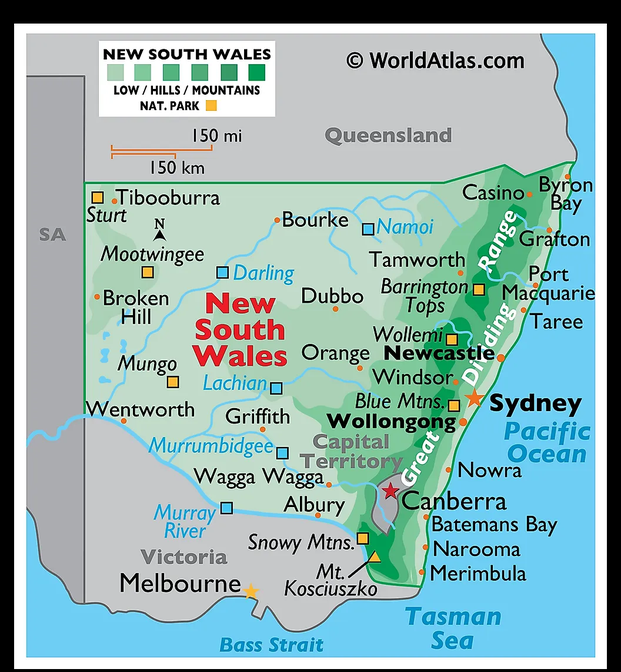 NEW SOUTH WALES
LOW / HILLS / MOUNTAINS
NAT. PARK
© WorldAtlas.com
150 mi
150 km
Queensland
SA
Tibooburra
Sturt
N
Mootwingee
Bourke
Namoi
Darling
Casino
Byron
Bay
Grafton
Tamworth
Barrington
Tops
Port
Macquarie
Taree
Broken
Hill
New
South
Wales
Dubbo
Wollemi
Newcastle
Orange
Windsor
Mungo
Lachlan
Blue Mtns.
Sydney
Wentworth
Griffith
Wollongong
Pacific
Ocean
Great Dividing Range
Murrumbidgee
Capital
Territory
Wagga Wagga
Nowra
Canberra
Murray
River
Albury
Batemans Bay
Snowy Mtns.
Narooma
Victoria
Mt.
Kosciuszko
Merimbula
Melbourne
Tasman
Sea
Bass Strait